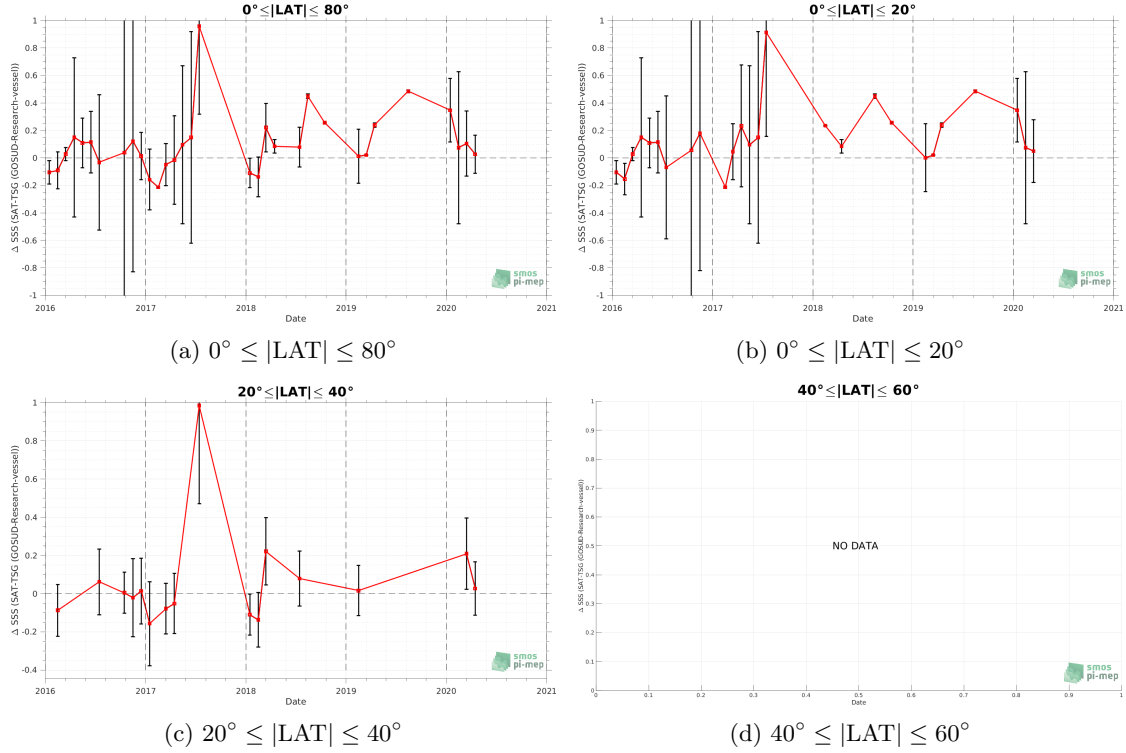 0°≤|LAT|≤ 80°
1
0.8
0.6
0.4
0.2
0
-0.2
-0.4
-0.6
-0.8
-1
Δ SSS (SAT-TSG (GOSUD-Research-vessel))
2016
2017
2018
2019
2020
2021
Date
smos
pi-mep
(a) 0° ≤ |LAT| ≤ 80°
0°≤|LAT|≤ 20°
1
0.8
0.6
0.4
0.2
0
-0.2
-0.4
-0.6
-0.8
-1
Δ SSS (SAT-TSG (GOSUD-Research-vessel))
2016
2017
2018
2019
2020
2021
Date
smos
pi-mep
(b) 0° ≤ |LAT| ≤ 20°
20°≤|LAT|≤ 40°
1
0.8
0.6
0.4
0.2
0
-0.2
-0.4
Δ SSS (SAT-TSG (GOSUD-Research-vessel))
2016
2017
2018
2019
2020
2021
Date
smos
pi-mep
(c) 20° ≤ |LAT| ≤ 40°
40°≤|LAT|≤ 60°
1
0.9
0.8
0.7
0.6
0.5
0.4
0.3
0.2
0.1
0
Δ SSS (SAT-TSG (GOSUD-Research-vessel))
NO DATA
0
0.1
0.2
0.3
0.4
0.5
0.6
0.7
0.8
0.9
1
Date
smos
pi-mep
(d) 40° ≤ |LAT| ≤ 60°